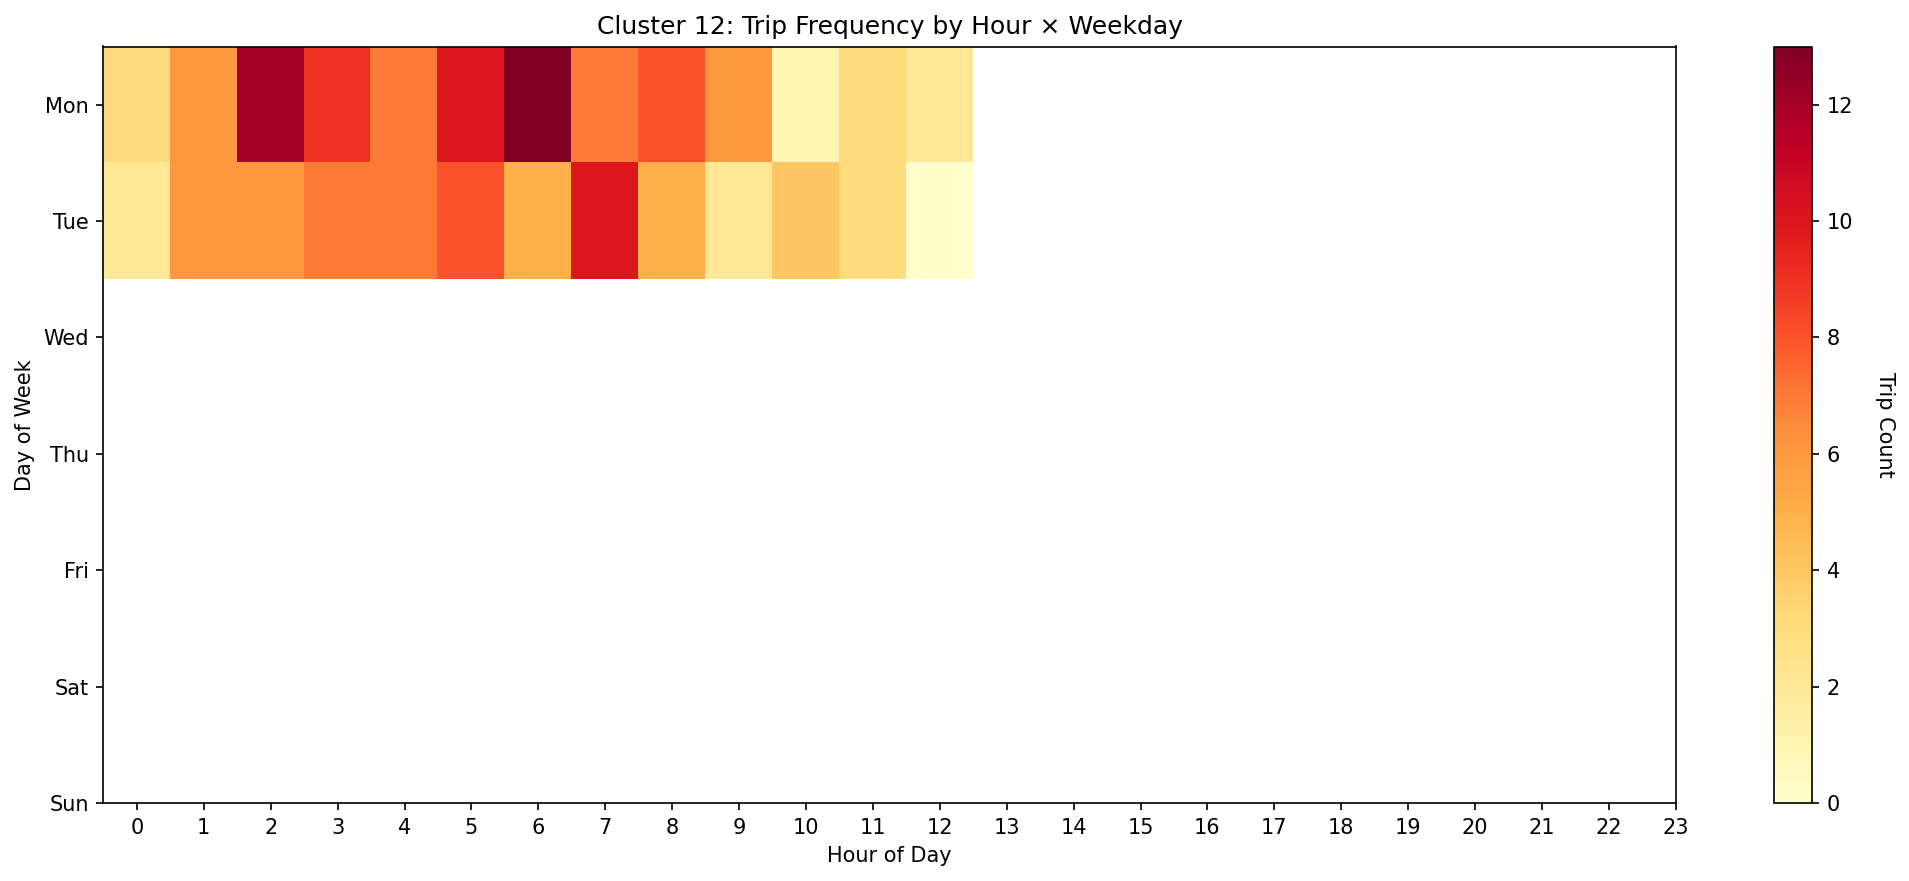 Cluster 12: Trip Frequency by Hour × Weekday
Day of Week
Mon
Tue
Wed
Thu
Fri
Sat
Sun
0 1 2 3 4 5 6 7 8 9 10 11 12 13 14 15 16 17 18 19 20 21 22 23
Hour of Day
12
10
8
6
4
2
0
Trip Count